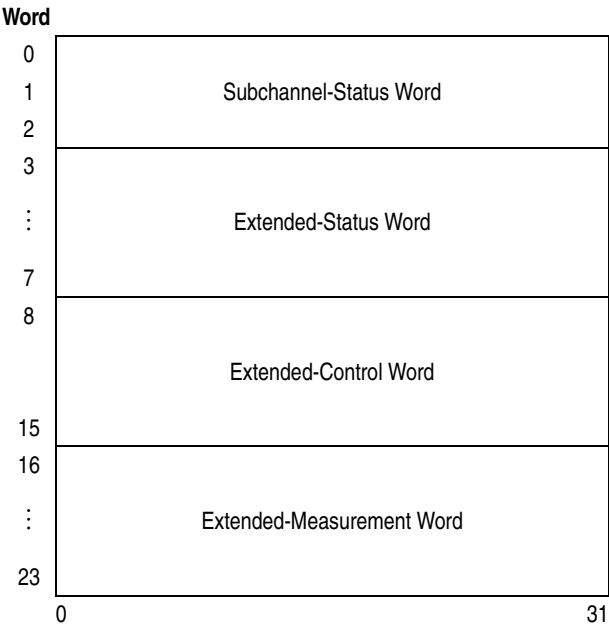 Word
0
1 Subchannel-Status Word
2
3
⋮ Extended-Status Word
7
8
Extended-Control Word
15
16
⋮ Extended-Measurement Word
23
0 31